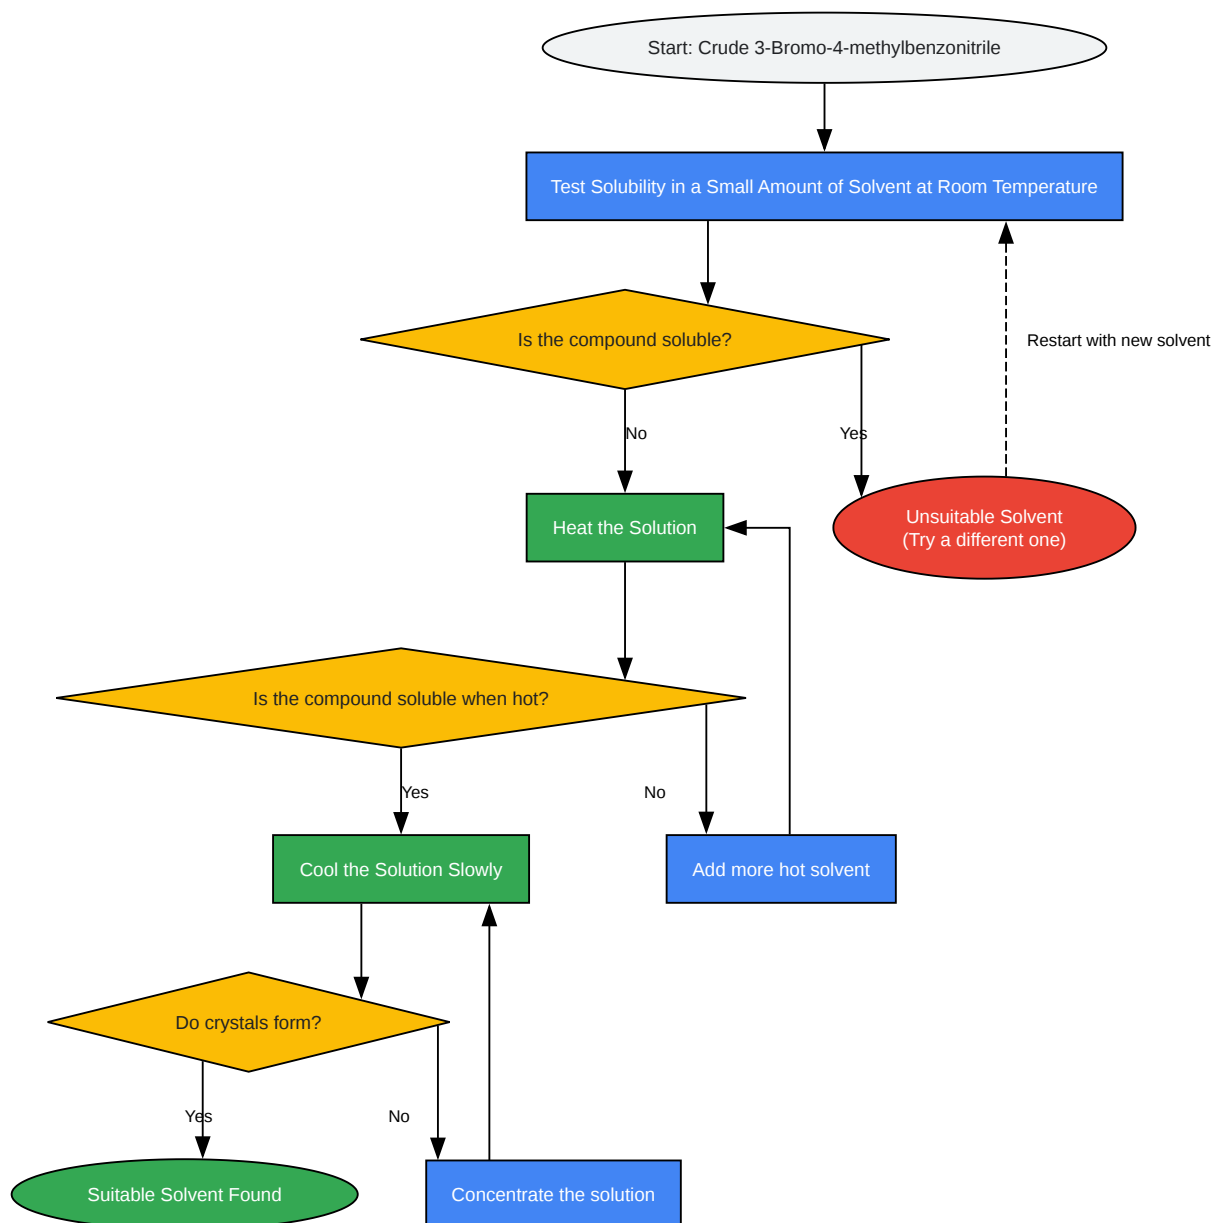 Start: Crude 3-Bromo-4-methylbenzonitrile
Test Solubility in a Small Amount of Solvent at Room Temperature
Is the compound soluble?
Restart with new solvent
No
Yes
Heat the Solution
Unsuitable Solvent
(Try a different one)
Is the compound soluble when hot?
Yes
No
Cool the Solution Slowly
Add more hot solvent
Do crystals form?
Yes
No
Suitable Solvent Found
Concentrate the solution